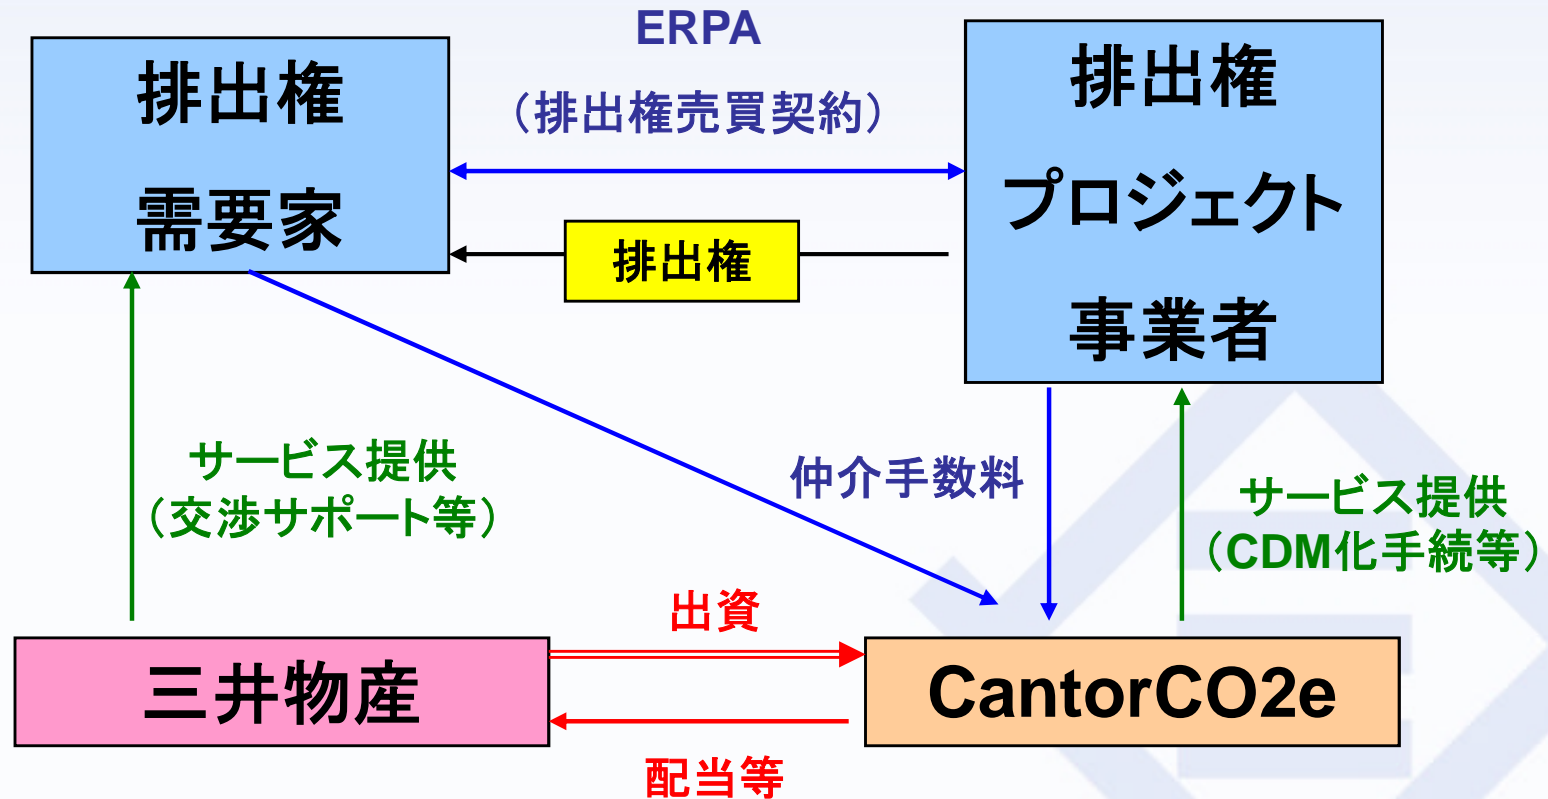 ERPA
（排出権売買契約）
排出権
需要家
排出権
プロジェクト
事業者
排出権
サービス提供
（交渉サポート等）
仲介手数料
サービス提供
（CDM化手続等）
出資
三井物産
CantorCO2e
配当等